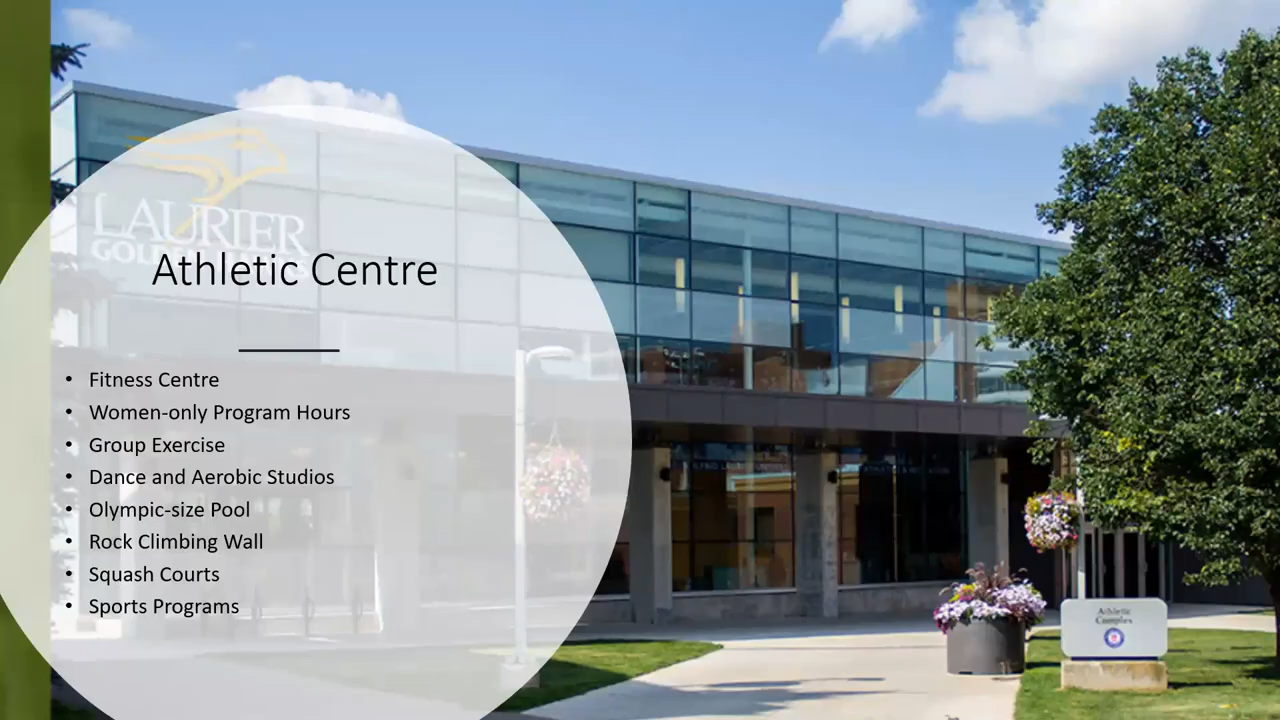 LAURIER
Athletic Centre
• Fitness Centre
• Women-only Program Hours
• Group Exercise
• Dance and Aerobic Studios
• Olympic-size Pool
• Rock Climbing Wall
• Squash Courts
• Sports Programs
Athletic
Complex